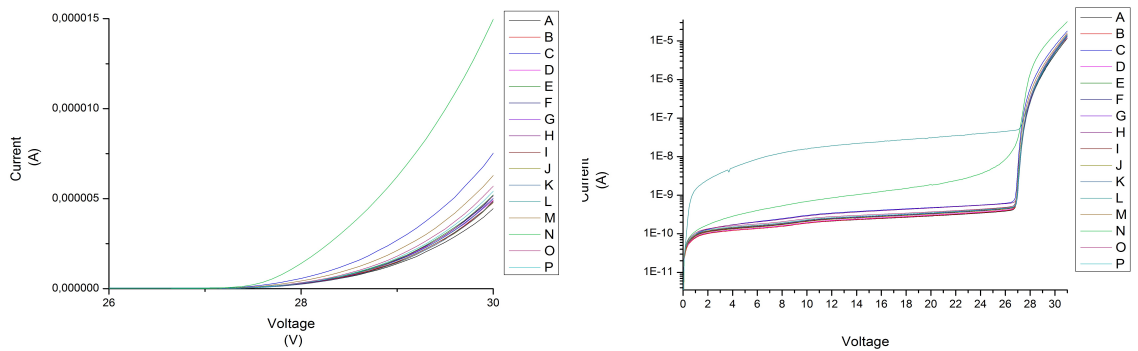 0,000015
0,000010
0,000005
0,000000
Current
(A)
26
28
30
Voltage
(V)
A
B
C
D
E
F
G
H
I
J
K
L
M
N
O
P
1E-5
1E-6
1E-7
1E-8
1E-9
1E-10
1E-11
Current
(A)
0 2 4 6 8 10 12 14 16 18 20 22 24 26 28 30
Voltage
A
B
C
D
E
F
G
H
I
J
K
L
M
N
O
P